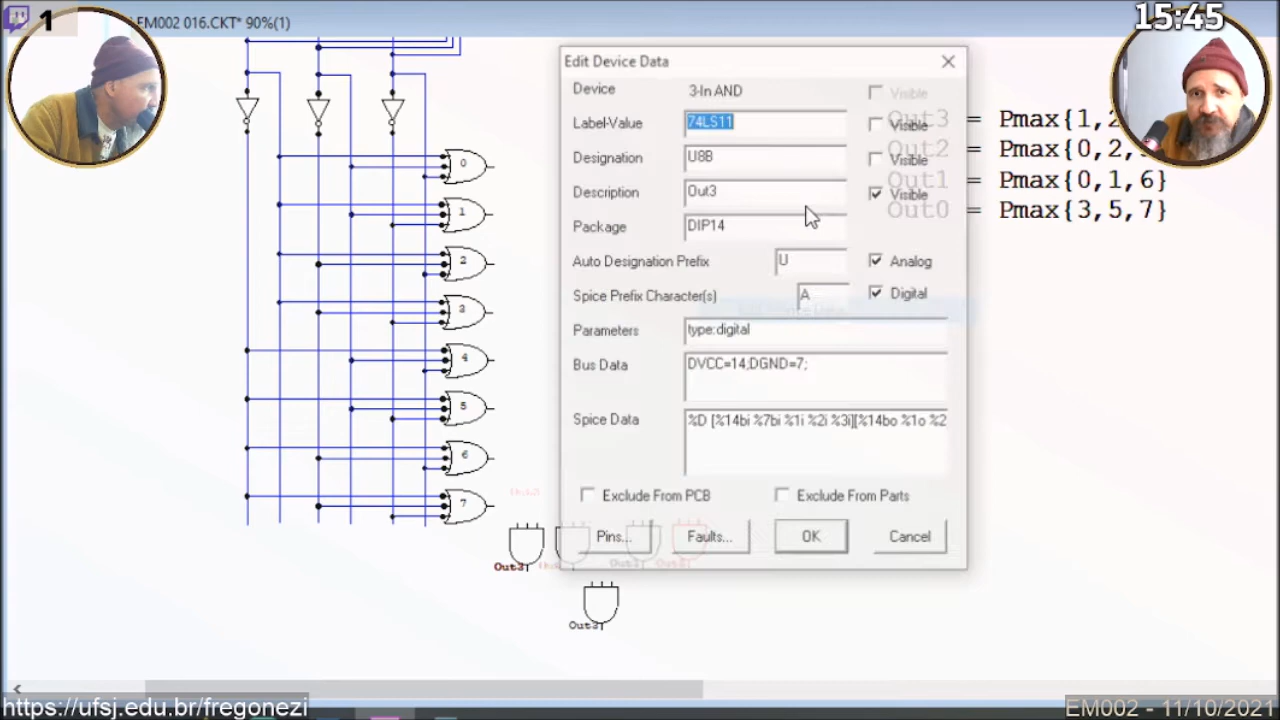 1
EM002 016.CKT* 90%(1)
15:45
Edit Device Data
Device
3-In AND
Visible
Label-Value
74LS11
Visible
Designation
U8B
Visible
Description
Out3
Visible
Package
DIP14
Auto Designation Prefix
U
Analog
Spice Prefix Character(s)
A
Digital
Parameters
type:digital
Bus Data
DVCC=14;DGND=7;
Spice Data
%D [%14bi %7bi %1i %2i %3i][%14bo %1o %2
Exclude From PCB
Exclude From Parts
Pins...
Faults...
OK
Cancel
Out3 = Pmax{1,2
Out2 = Pmax{0,2,
Out1 = Pmax{0,1,6}
Out0 = Pmax{3,5,7}
0
1
2
3
4
5
6
7
Out3
Out3
https://ufsj.edu.br/fregonezi
EM002 - 11/10/2021